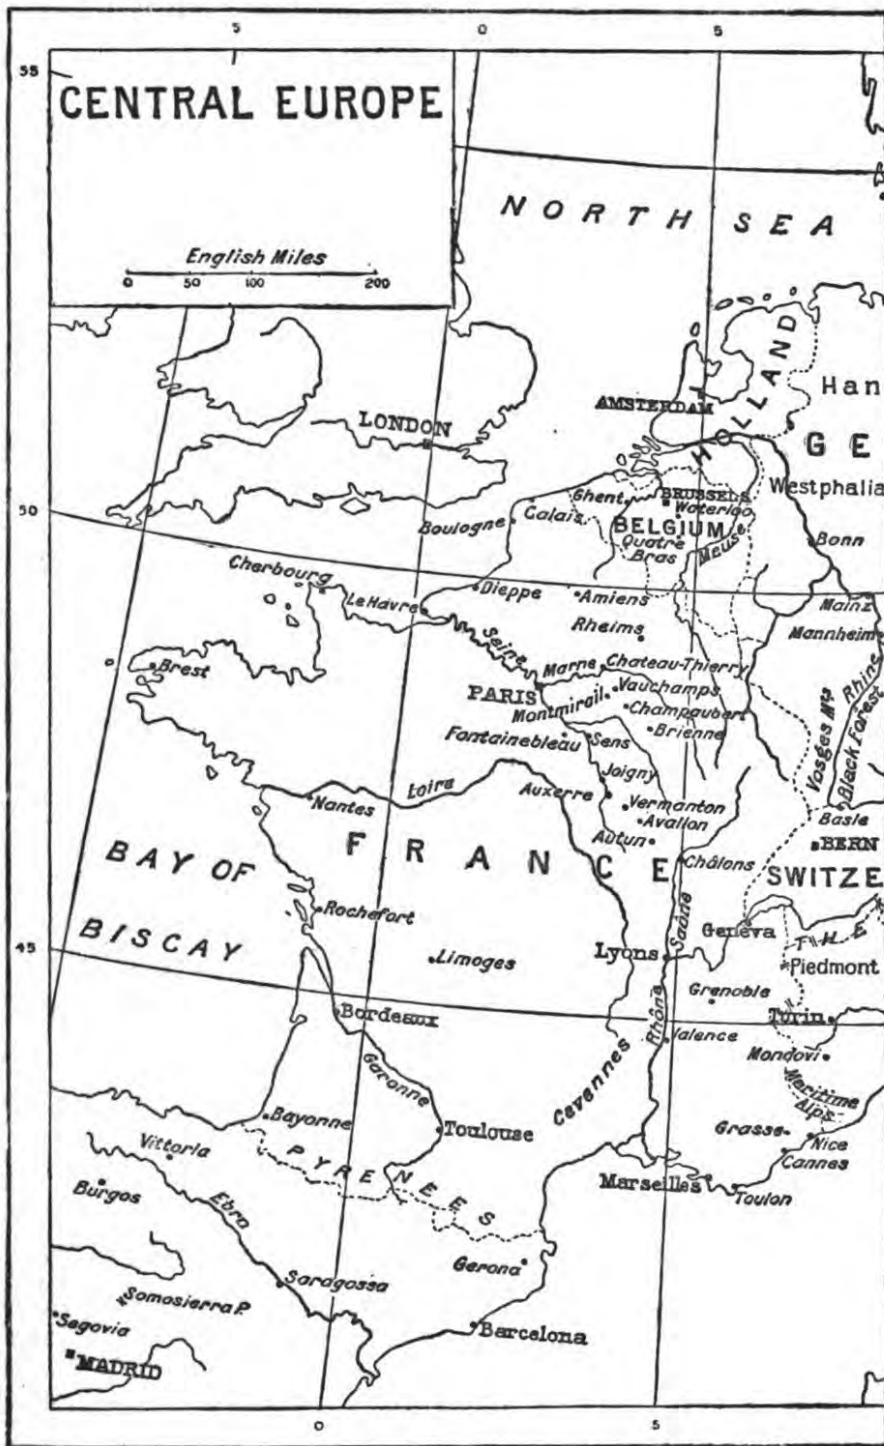 5
0
5
55
CENTRAL EUROPE
NORTH SEA
English Miles
0 50 100 200
HOLLAND
Han
AMSTERDAM
LONDON
GE
Westphalia
50
Ghent
BRUSSELS
Waterloo
Calais
Boulogne
BELGIUM
Quatre
Bras
Meuse
Bonn
Cherbourg
Le Havre
Dieppe
Amiens
Mainz
Rheims
Mannheim
Seine
Marne
Chateau-Thierry
Brest
PARIS
Vauchamps
Montmirail
Champaubert
Rhine
Vosges Mts
Black Forest
Fontainebleau
Sens
Brienne
Joigny
Loire
Auxerre
Nantes
Vermanton
Basle
Avallon
Autun
BERN
FRANCE
Châlons
BAY OF
BISCAY
SWITZE
Rochefort
Saône
Geneva
THE
45
Limoges
Lyons
Piedmont
Grenoble
Bordeaux
Rhône
Turin
Valence
Mondovi
Garonne
Cevennes
Meritime
Alps
Bayonne
Toulouse
Grasse
Nice
Vittoria
PYRENEES
Cannes
Burgos
Marseilles
Toulon
Ebro
Gerona
Saragossa
Somosierra P.
Segovia
Barcelona
MADRID
0
5